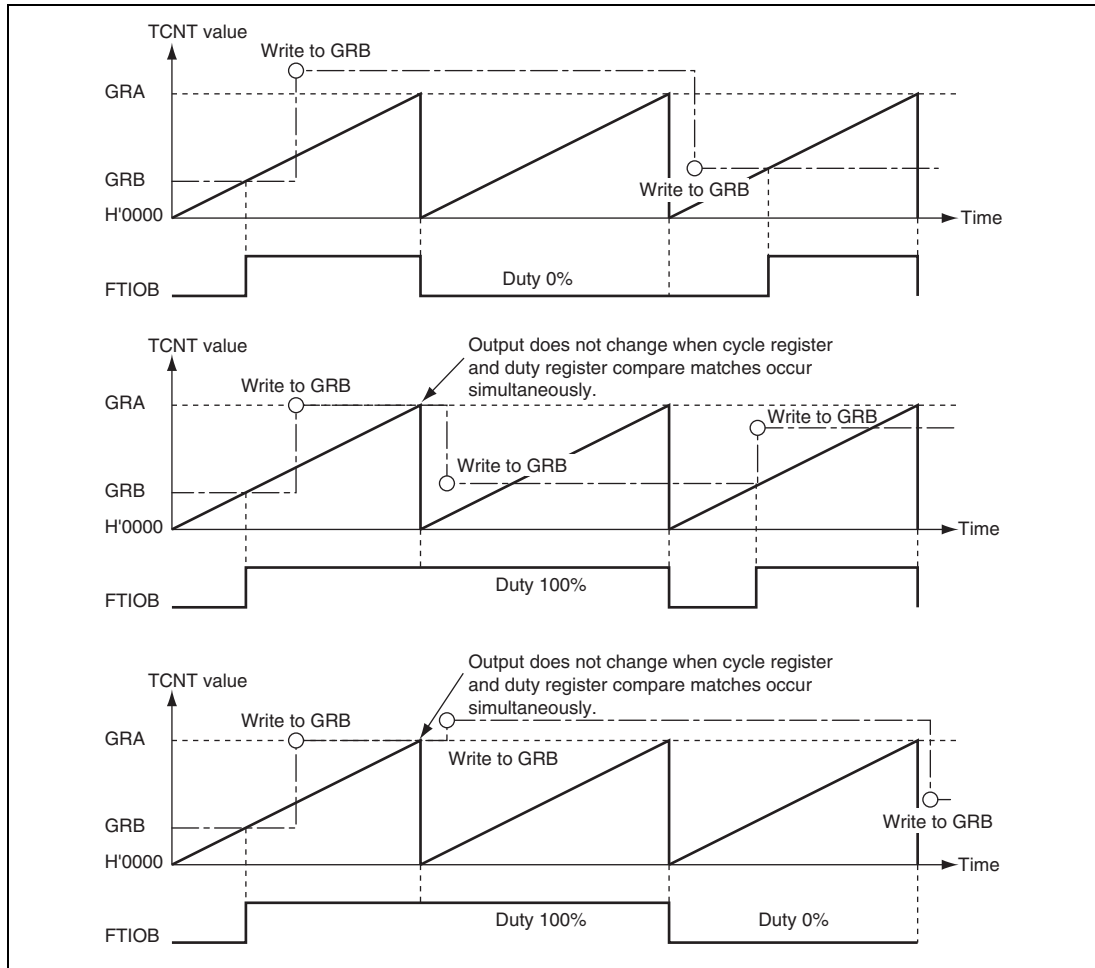 TCNT value
Write to GRB
GRA
GRB
Write to GRB
H'0000
Time
Duty 0%
FTIOB
TCNT value
Output does not change when cycle register
and duty register compare matches occur
simultaneously.
Write to GRB
GRA
Write to GRB
Write to GRB
GRB
H'0000
Time
Duty 100%
FTIOB
Output does not change when cycle register
and duty register compare matches occur
simultaneously.
TCNT value
Write to GRB
GRA
Write to GRB
GRB
Write to GRB
H'0000
Time
Duty 100%
Duty 0%
FTIOB